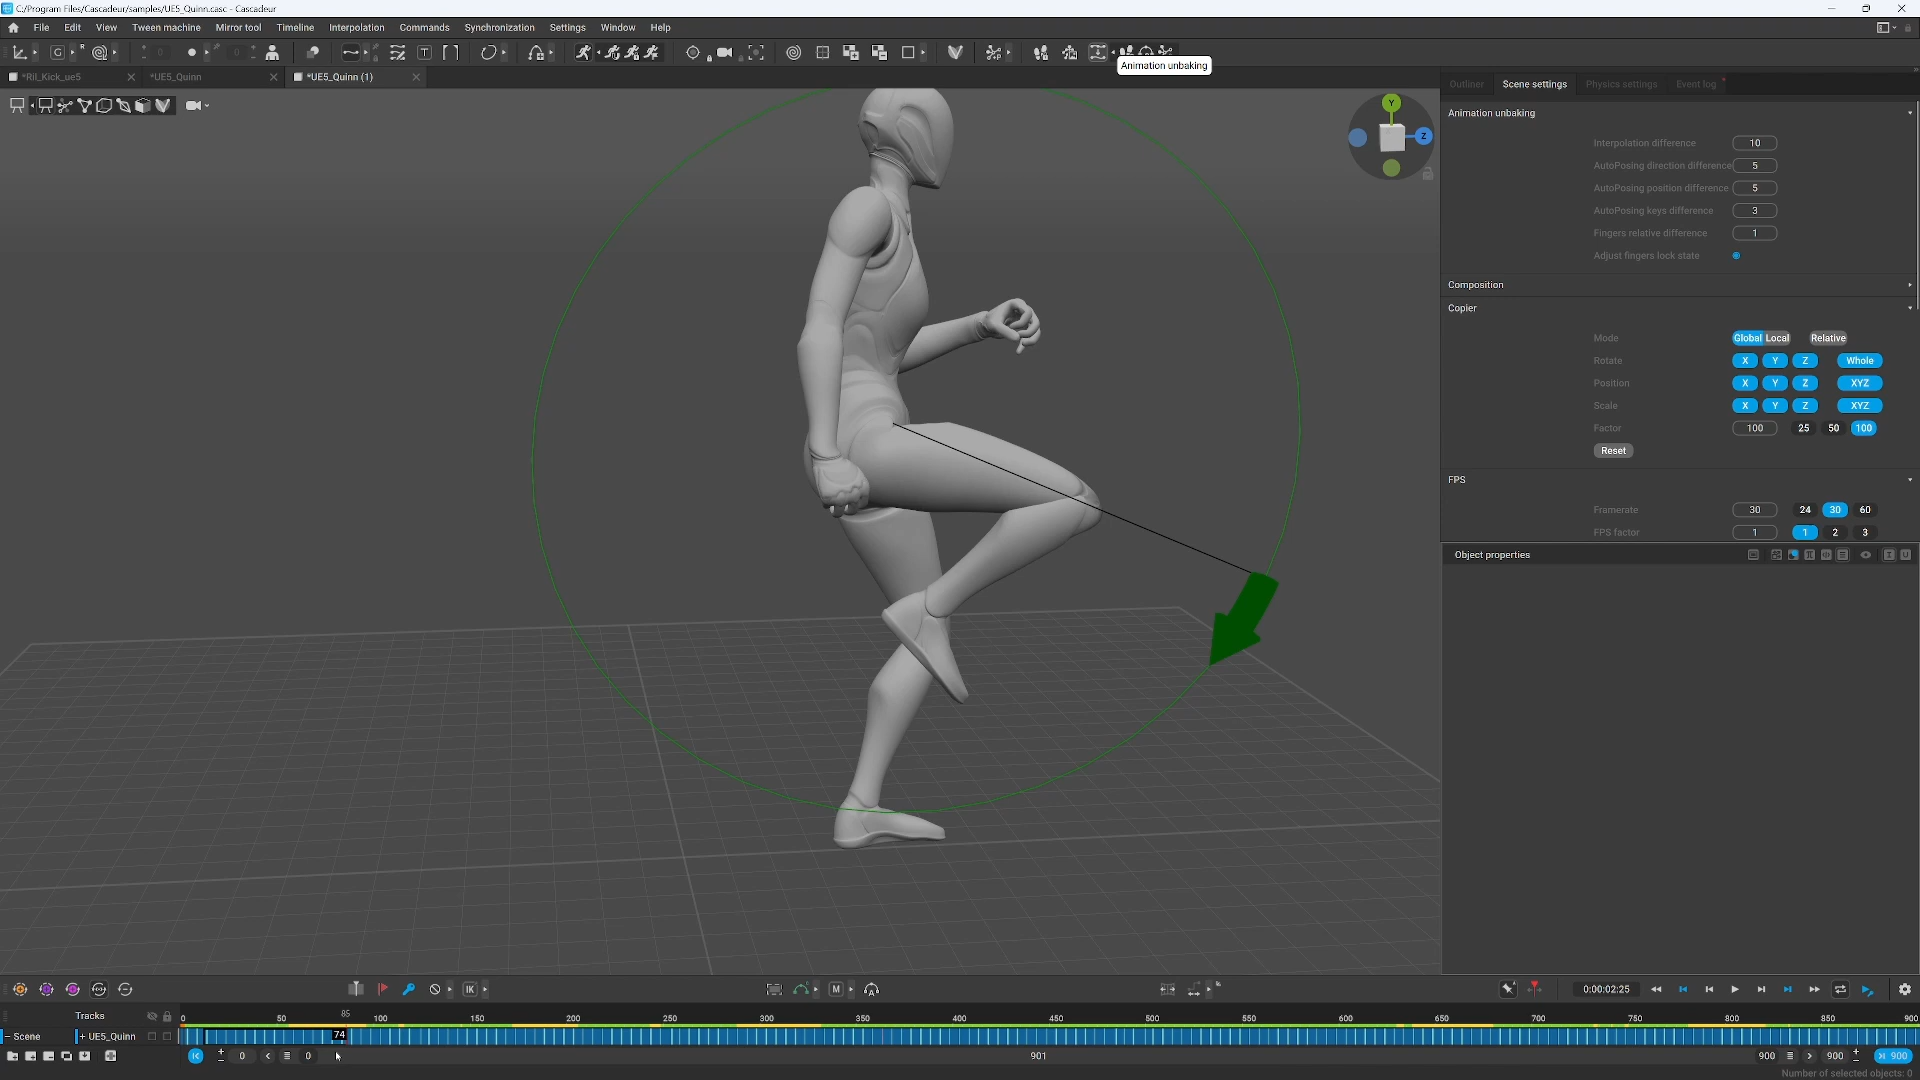 C:/Program Files/Cascadeur/samples/UE5_Quinn.casc - Cascadeur
File Edit View Tween machine Mirror tool Timeline Interpolation Commands Synchronization Settings Window Help
G R 0 0 T
Animation unbaking
*Ril_Kick_ue5 *UE5_Quinn *UE5_Quinn (1)
Outliner Scene settings Physics settings Event log
Y
Z
Animation unbaking
Interpolation difference 10
AutoPosing direction difference 5
AutoPosing position difference 5
AutoPosing keys difference 3
Fingers relative difference 1
Adjust fingers lock state
Composition
Copier
Mode Global Local Relative
Rotate X Y Z Whole
Position X Y Z XYZ
Scale X Y Z XYZ
Factor 100 25 50 100
Reset
FPS
Framerate 30 24 30 60
FPS factor 1 1 2 3
Object properties
IK M 0:00:02:25
Tracks 0 50 85 100 150 200 250 300 350 400 450 500 550 600 650 700 750 800 850 900
- Scene + UE5_Quinn 74
0 0 901 900 900 900
Number of selected objects: 0